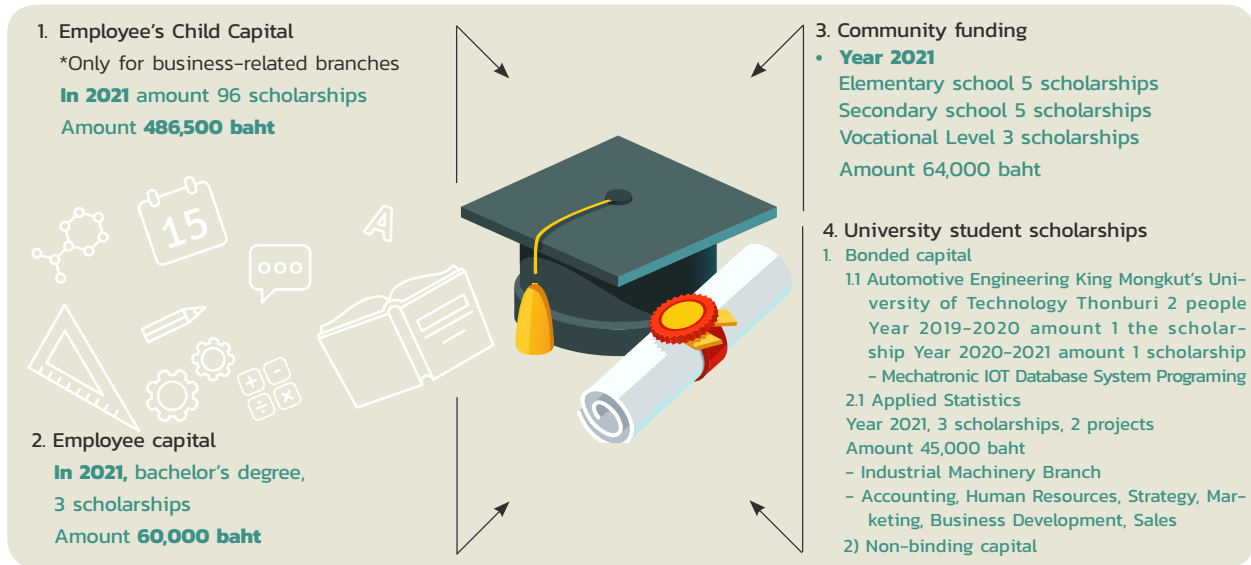 1. Employee's Child Capital
*Only for business-related branches
In 2021 amount 96 scholarships
Amount 486,500 baht
15
A
2. Employee capital
In 2021, bachelor's degree,
3 scholarships
Amount 60,000 baht
3. Community funding
• Year 2021
Elementary school 5 scholarships
Secondary school 5 scholarships
Vocational Level 3 scholarships
Amount 64,000 baht
4. University student scholarships
1. Bonded capital
1.1 Automotive Engineering King Mongkut's Uni-
versity of Technology Thonburi 2 people
Year 2019-2020 amount 1 the scholar-
ship Year 2020-2021 amount 1 scholarship
- Mechatronic IOT Database System Programing
2.1 Applied Statistics
Year 2021, 3 scholarships, 2 projects
Amount 45,000 baht
- Industrial Machinery Branch
- Accounting, Human Resources, Strategy, Mar-
keting, Business Development, Sales
2) Non-binding capital